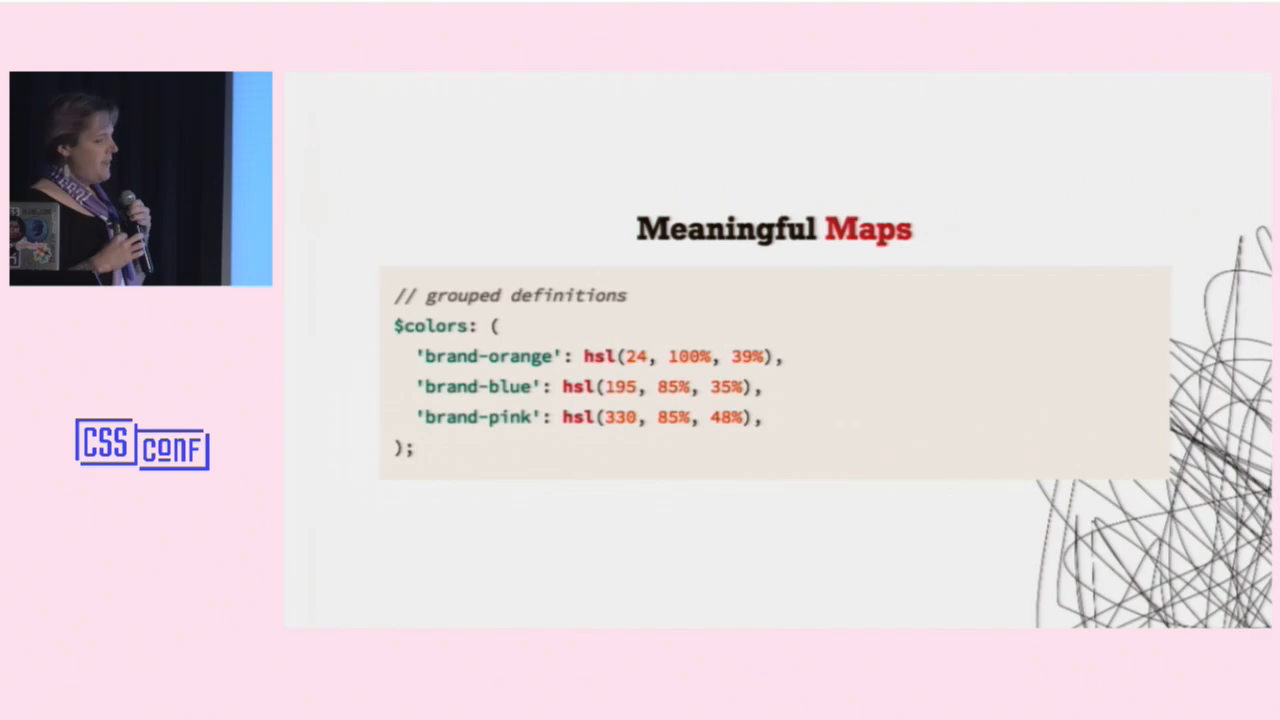 Meaningful Maps
// grouped definitions
$colors: (
  'brand-orange': hsl(24, 100%, 39%),
  'brand-blue': hsl(195, 85%, 35%),
  'brand-pink': hsl(330, 85%, 48%),
);
CSS
CONF